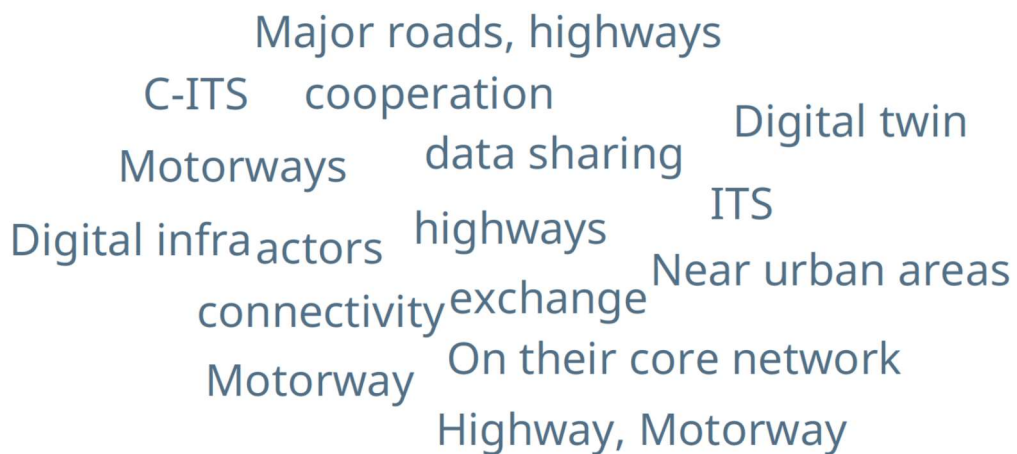 Major roads, highways
C-ITS
cooperation
Digital twin
Motorways
data sharing
ITS
Digital infra
actors
highways
Near urban areas
connectivity
exchange
On their core network
Motorway
Highway, Motorway